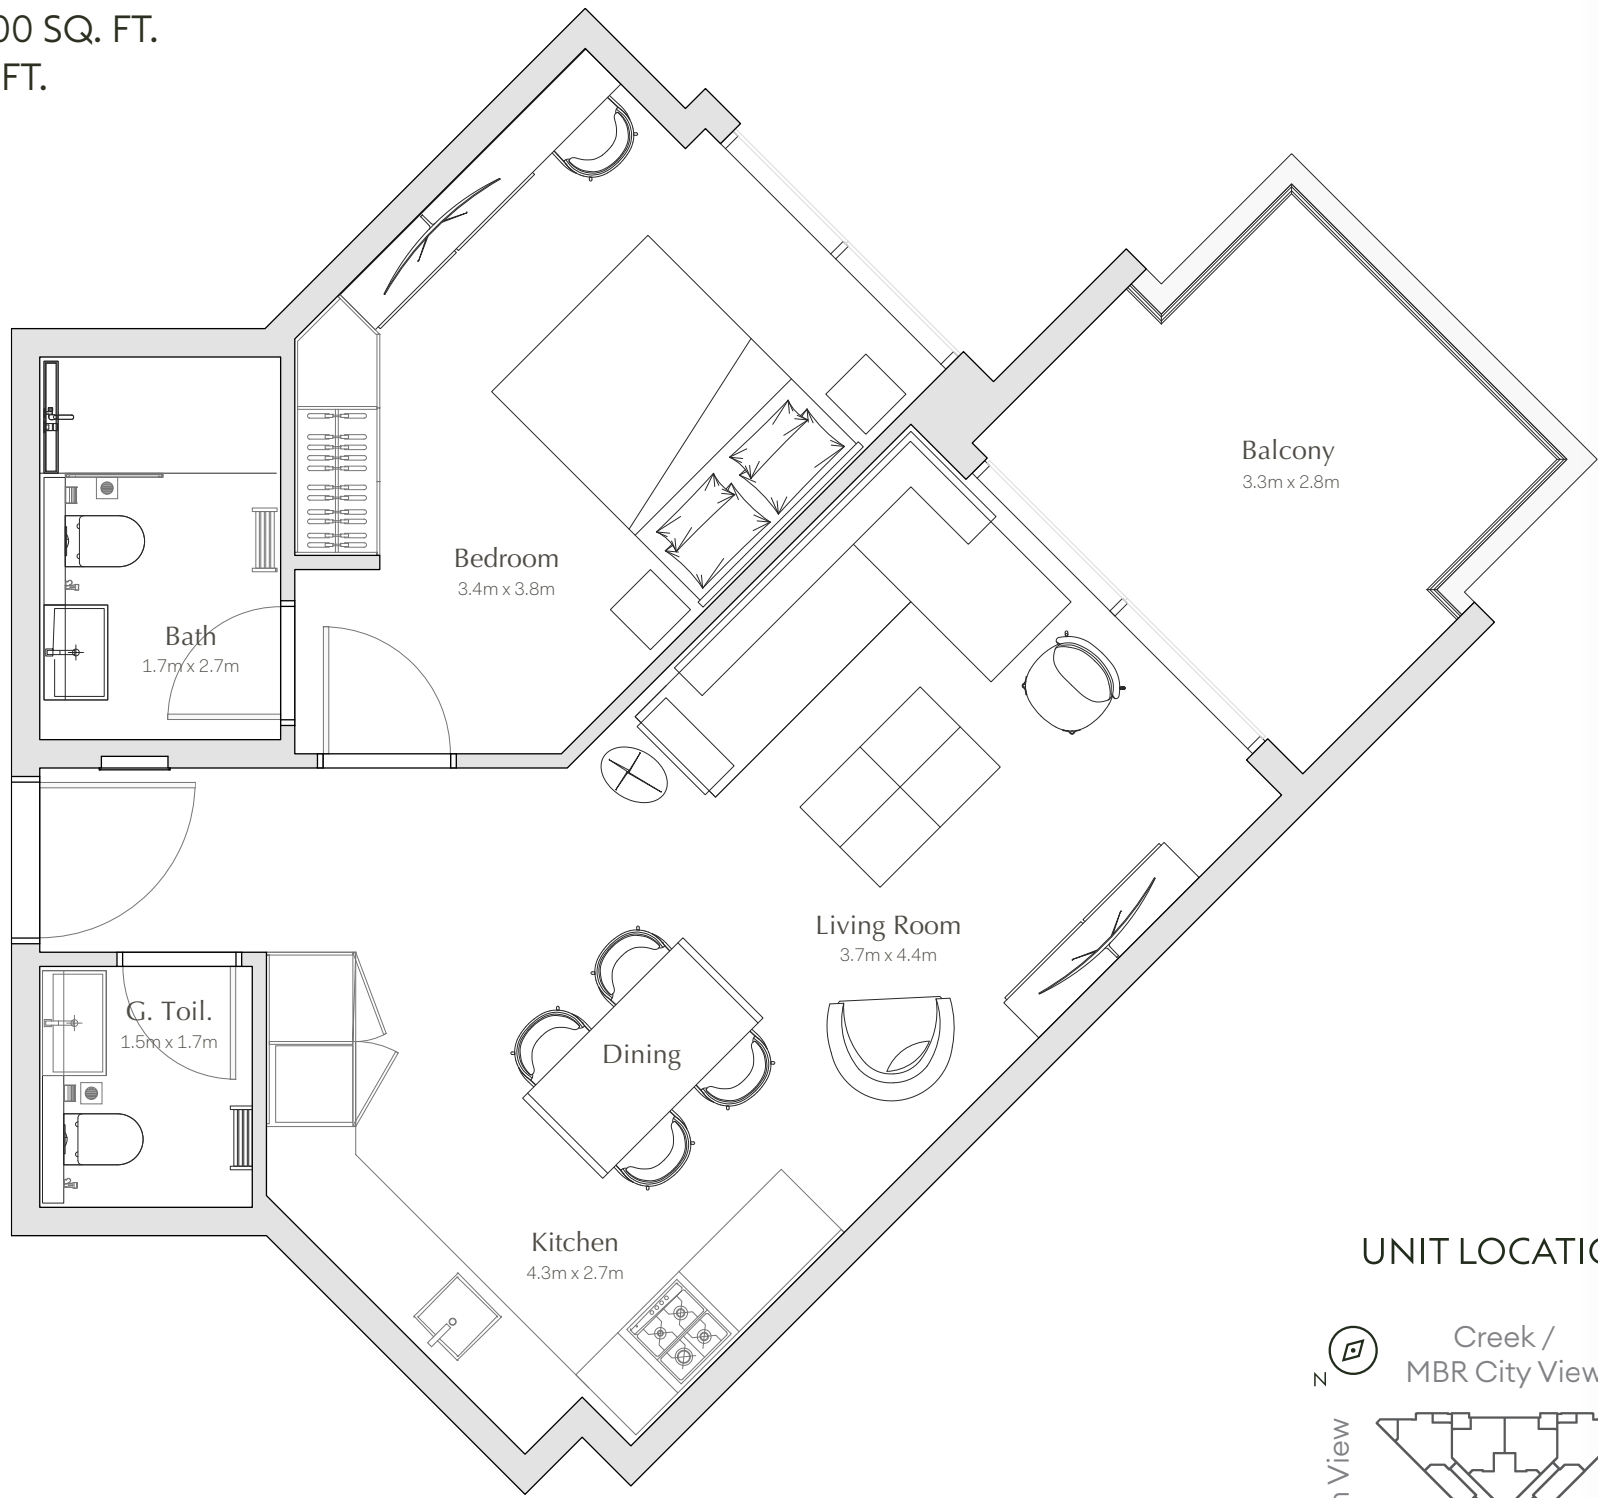 00 SQ. FT.
FT.
Balcony
3.3m x 2.8m
Bedroom
3.4m x 3.8m
Bath
1.7m x 2.7m
Living Room
3.7m x 4.4m
G. Toil.
1.5m x 1.7m
Dining
Kitchen
4.3m x 2.7m
UNIT LOCATIO
N
Creek /
MBR City View
View